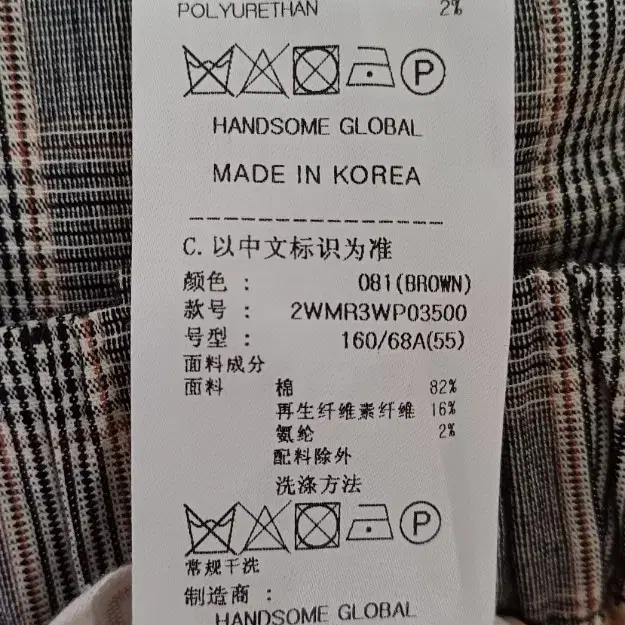 POLYURETHAN 2%
P
HANDSOME GLOBAL
MADE IN KOREA
C. 以中文标识为准
颜色 : 081(BROWN)
款号 : 2WMR3WP03500
号型 : 160/68A(55)
面料成分
面料 棉 82%
再生纤维素纤维 16%
氨纶 2%
配料除外
洗涤方法
P
常规干洗
制造商 :
HANDSOME GLOBAL